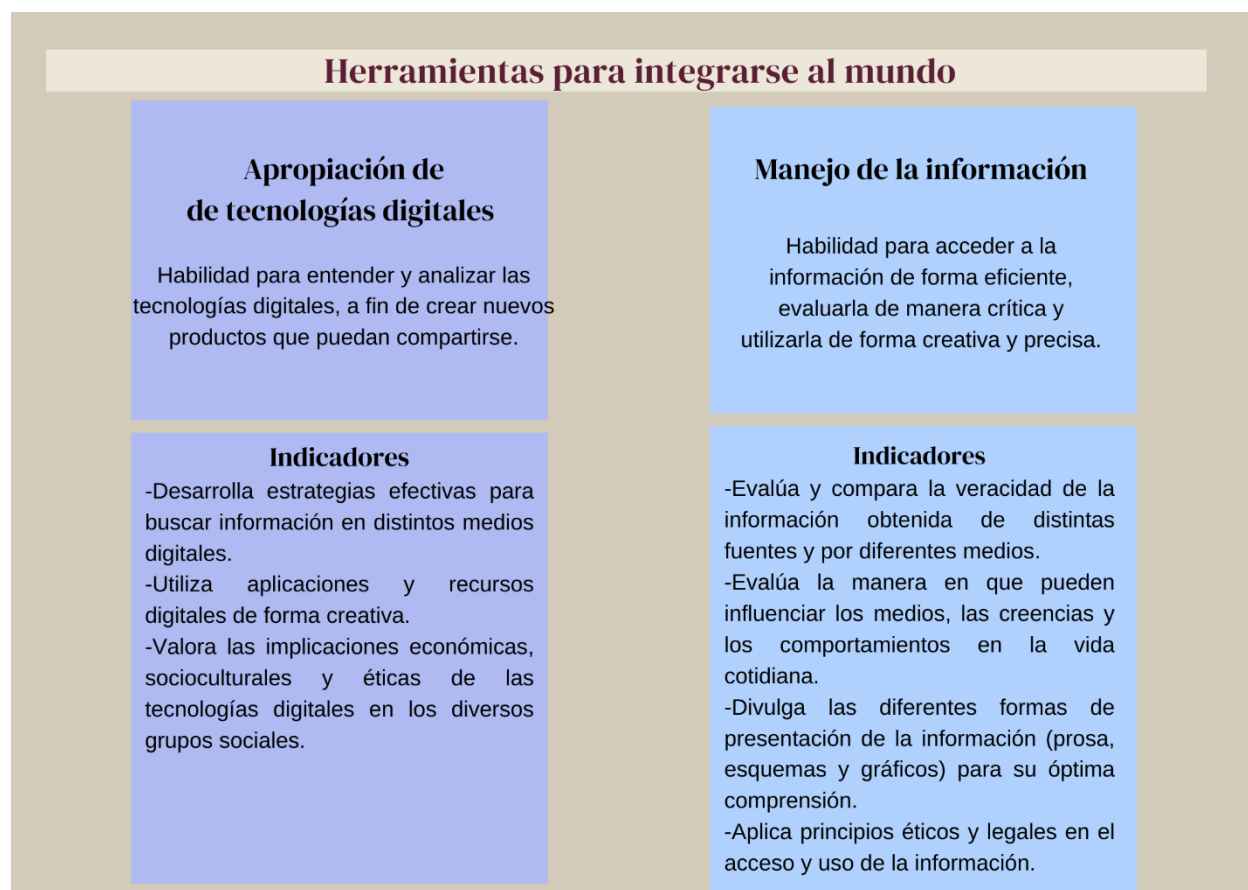 Herramientas para integrarse al mundo
Apropiación de
de tecnologías digitales
Habilidad para entender y analizar las
tecnologías digitales, a fin de crear nuevos
productos que puedan compartirse.
Indicadores
-Desarrolla estrategias efectivas para
buscar información en distintos medios
digitales.
-Utiliza aplicaciones y recursos
digitales de forma creativa.
-Valora las implicaciones económicas,
socioculturales y éticas de las
tecnologías digitales en los diversos
grupos sociales.
Manejo de la información
Habilidad para acceder a la
información de forma eficiente,
evaluarla de manera crítica y
utilizarla de forma creativa y precisa.
Indicadores
-Evalúa y compara la veracidad de la
información obtenida de distintas
fuentes y por diferentes medios.
-Evalúa la manera en que pueden
influenciar los medios, las creencias y
los comportamientos en la vida
cotidiana.
-Divulga las diferentes formas de
presentación de la información (prosa,
esquemas y gráficos) para su óptima
comprensión.
-Aplica principios éticos y legales en el
acceso y uso de la información.